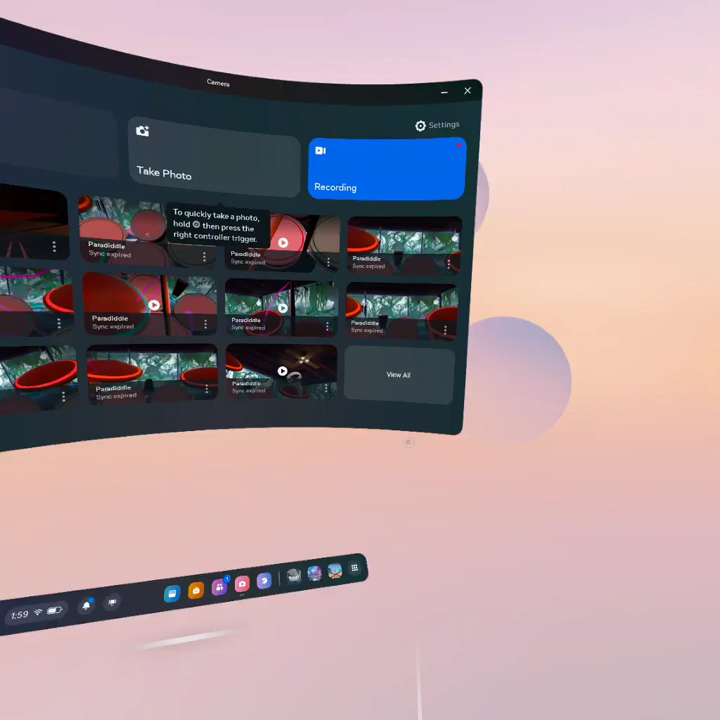 Camera
Settings
Take Photo
Recording
To quickly take a photo,
hold then press the
right controller trigger.
Paradiddle
Sync expired
Sync expired
Paradiddle
Sync expired
Paradiddle
Sync expired
Paradiddle
Sync expired
Paradiddle
Sync expired
Paradiddle
Sync expired
Paradiddle
Sync expired
View All
1:59
1